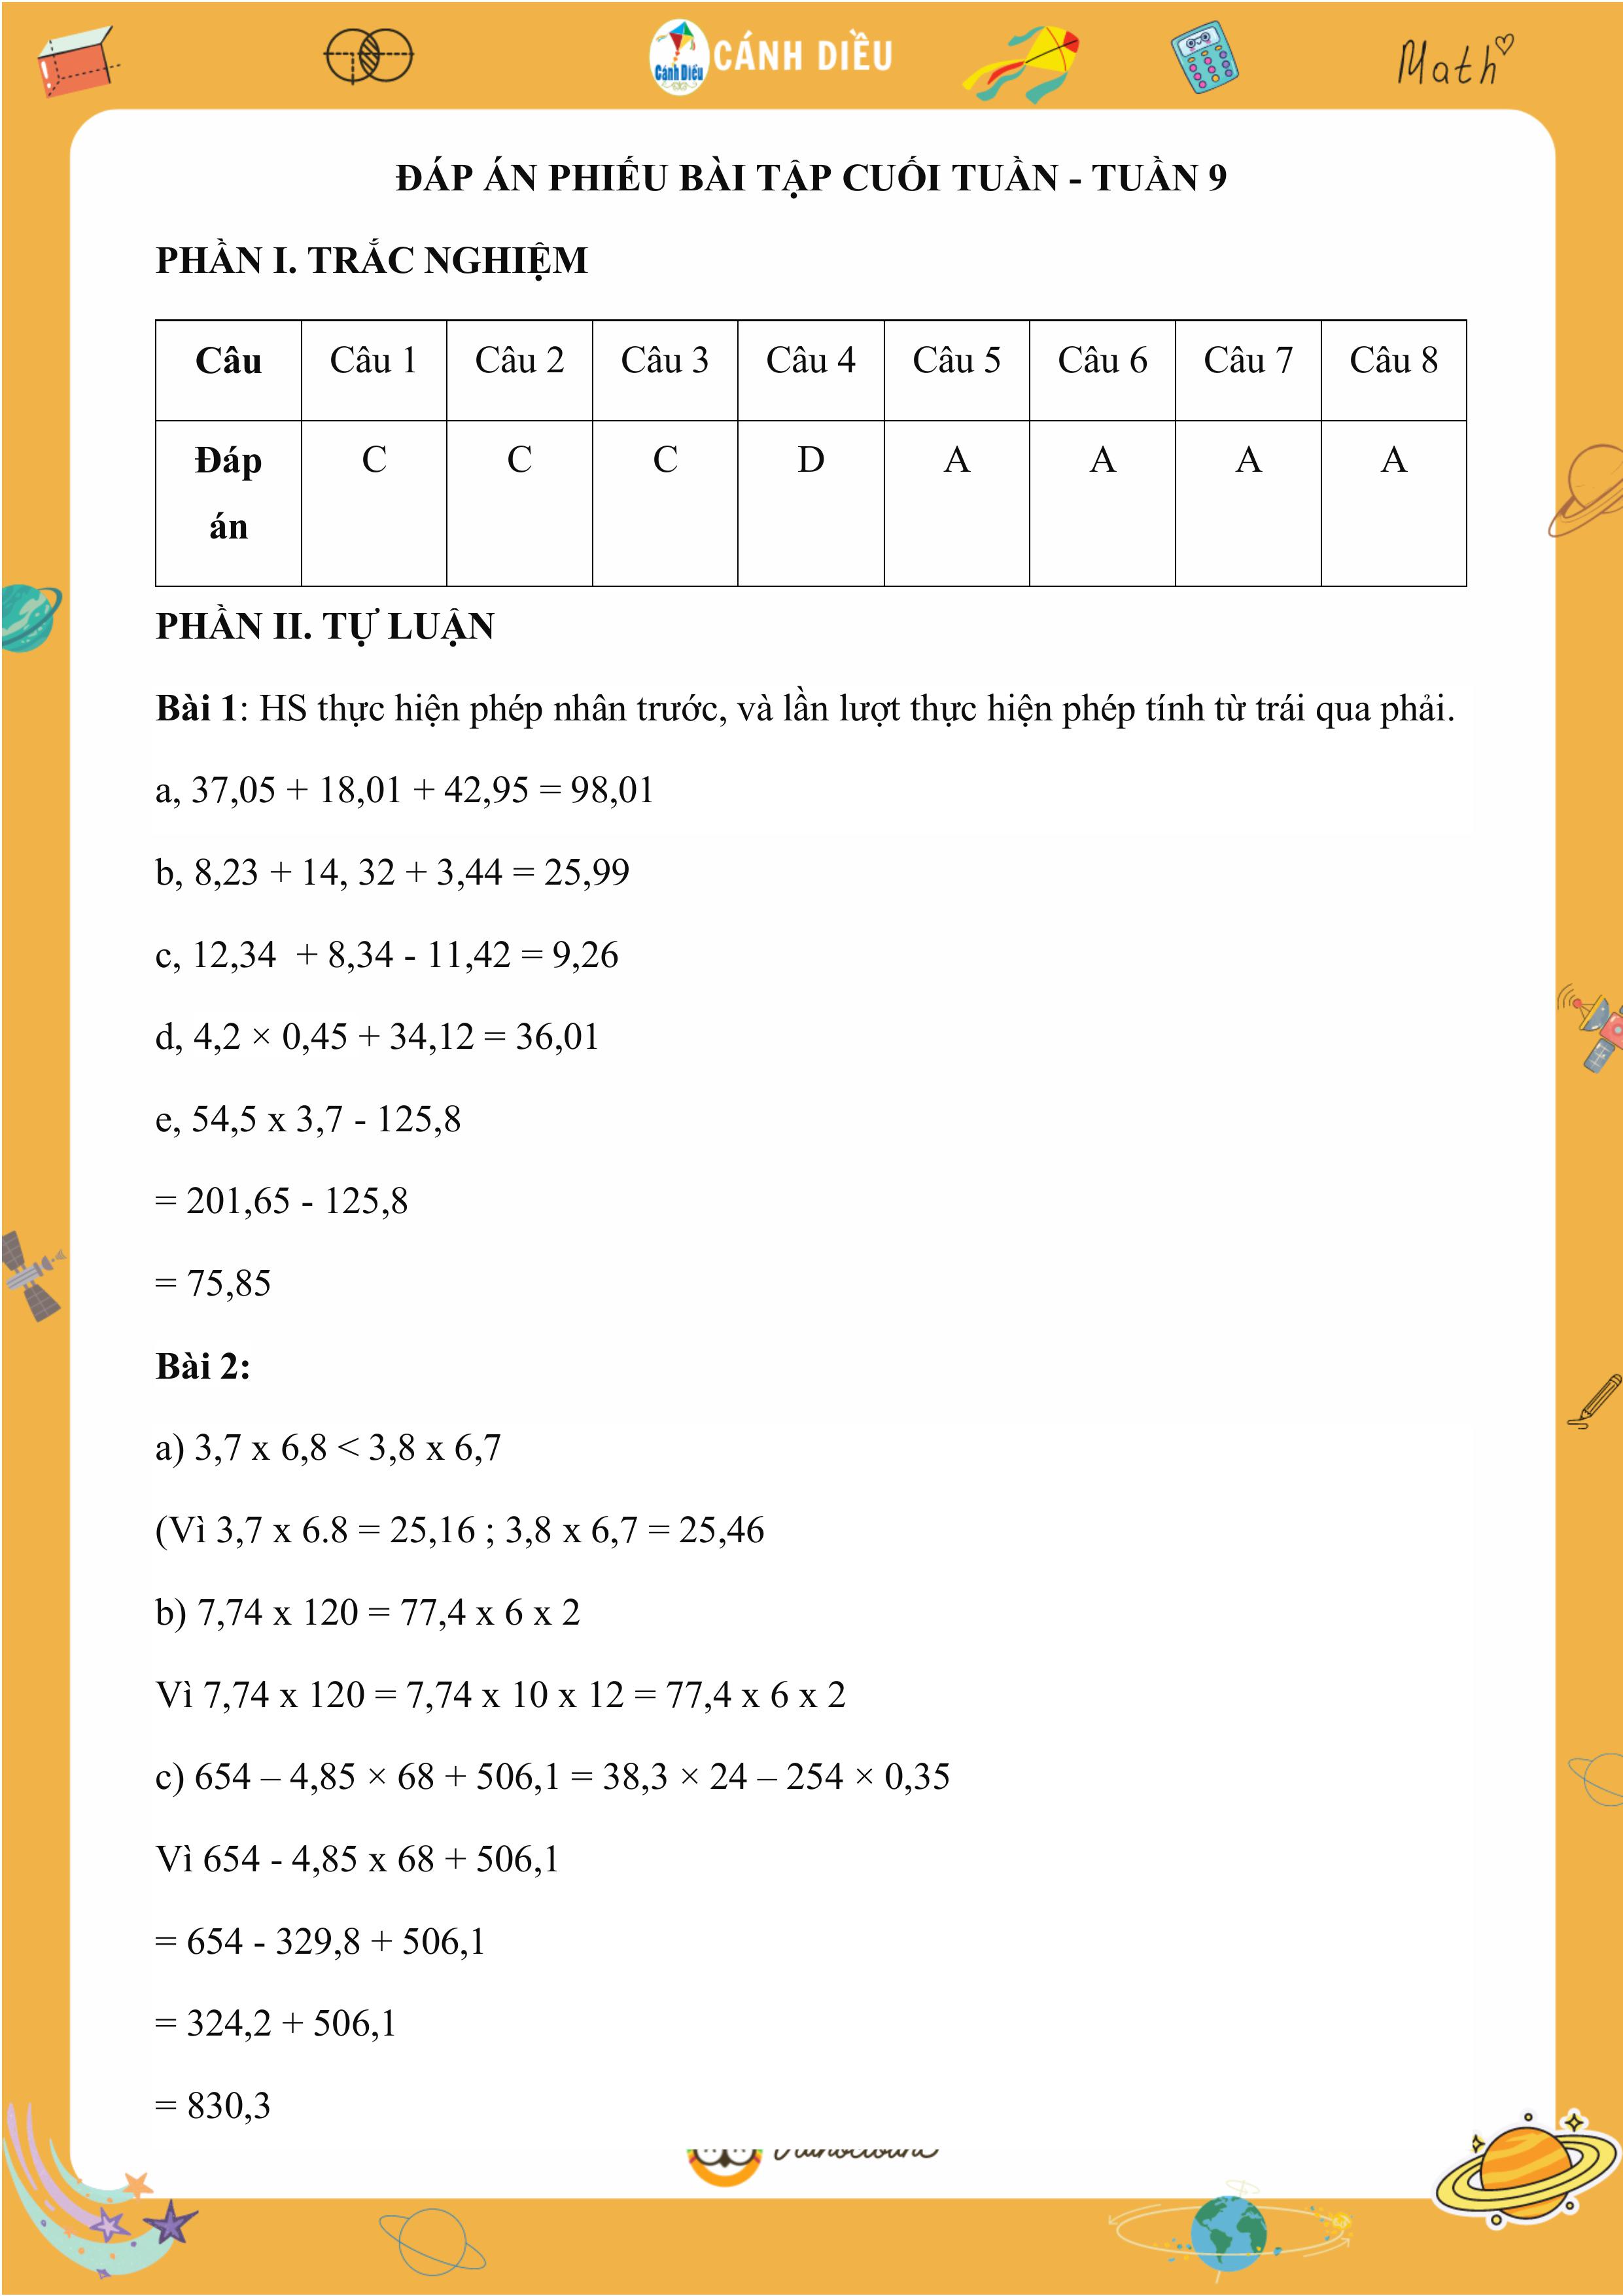 Cánh Diều CÁNH DIỀU
Math
ĐÁP ÁN PHIẾU BÀI TẬP CUỐI TUẦN - TUẦN 9
PHẦN I. TRẮC NGHIỆM
Câu Câu 1 Câu 2 Câu 3 Câu 4 Câu 5 Câu 6 Câu 7 Câu 8
Đáp án C C C D A A A A
PHẦN II. TỰ LUẬN
Bài 1: HS thực hiện phép nhân trước, và lần lượt thực hiện phép tính từ trái qua phải.
a, 37,05 + 18,01 + 42,95 = 98,01
b, 8,23 + 14, 32 + 3,44 = 25,99
c, 12,34 + 8,34 - 11,42 = 9,26
d, 4,2 × 0,45 + 34,12 = 36,01
e, 54,5 x 3,7 - 125,8
= 201,65 - 125,8
= 75,85
Bài 2:
a) 3,7 x 6,8 < 3,8 x 6,7
(Vì 3,7 x 6.8 = 25,16 ; 3,8 x 6,7 = 25,46
b) 7,74 x 120 = 77,4 x 6 x 2
Vì 7,74 x 120 = 7,74 x 10 x 12 = 77,4 x 6 x 2
c) 654 – 4,85 × 68 + 506,1 = 38,3 × 24 – 254 × 0,35
Vì 654 - 4,85 x 68 + 506,1
= 654 - 329,8 + 506,1
= 324,2 + 506,1
= 830,3